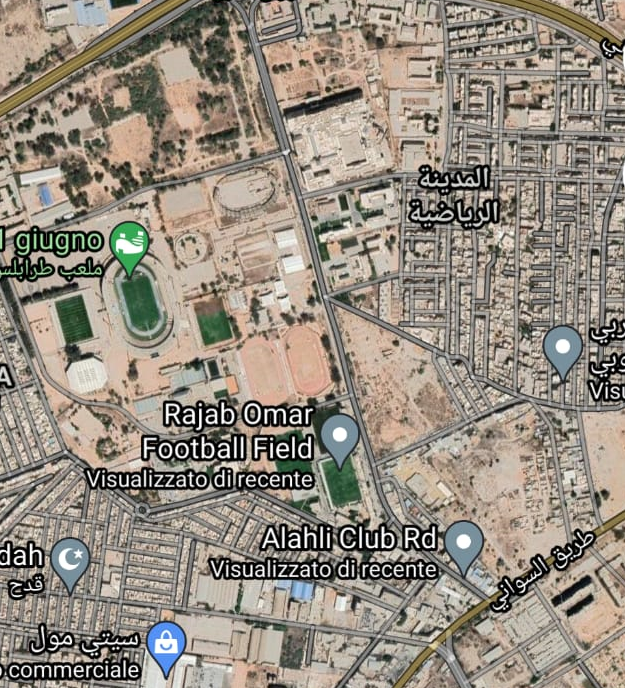 المدينة
الرياضية
giugno
ملعب طرابلس
Rajab Omar
Football Field
Visualizzato di recente
Alahli Club Rd
Visualizzato di recente
طريق السواني
قدح
سيتي مول
commerciale